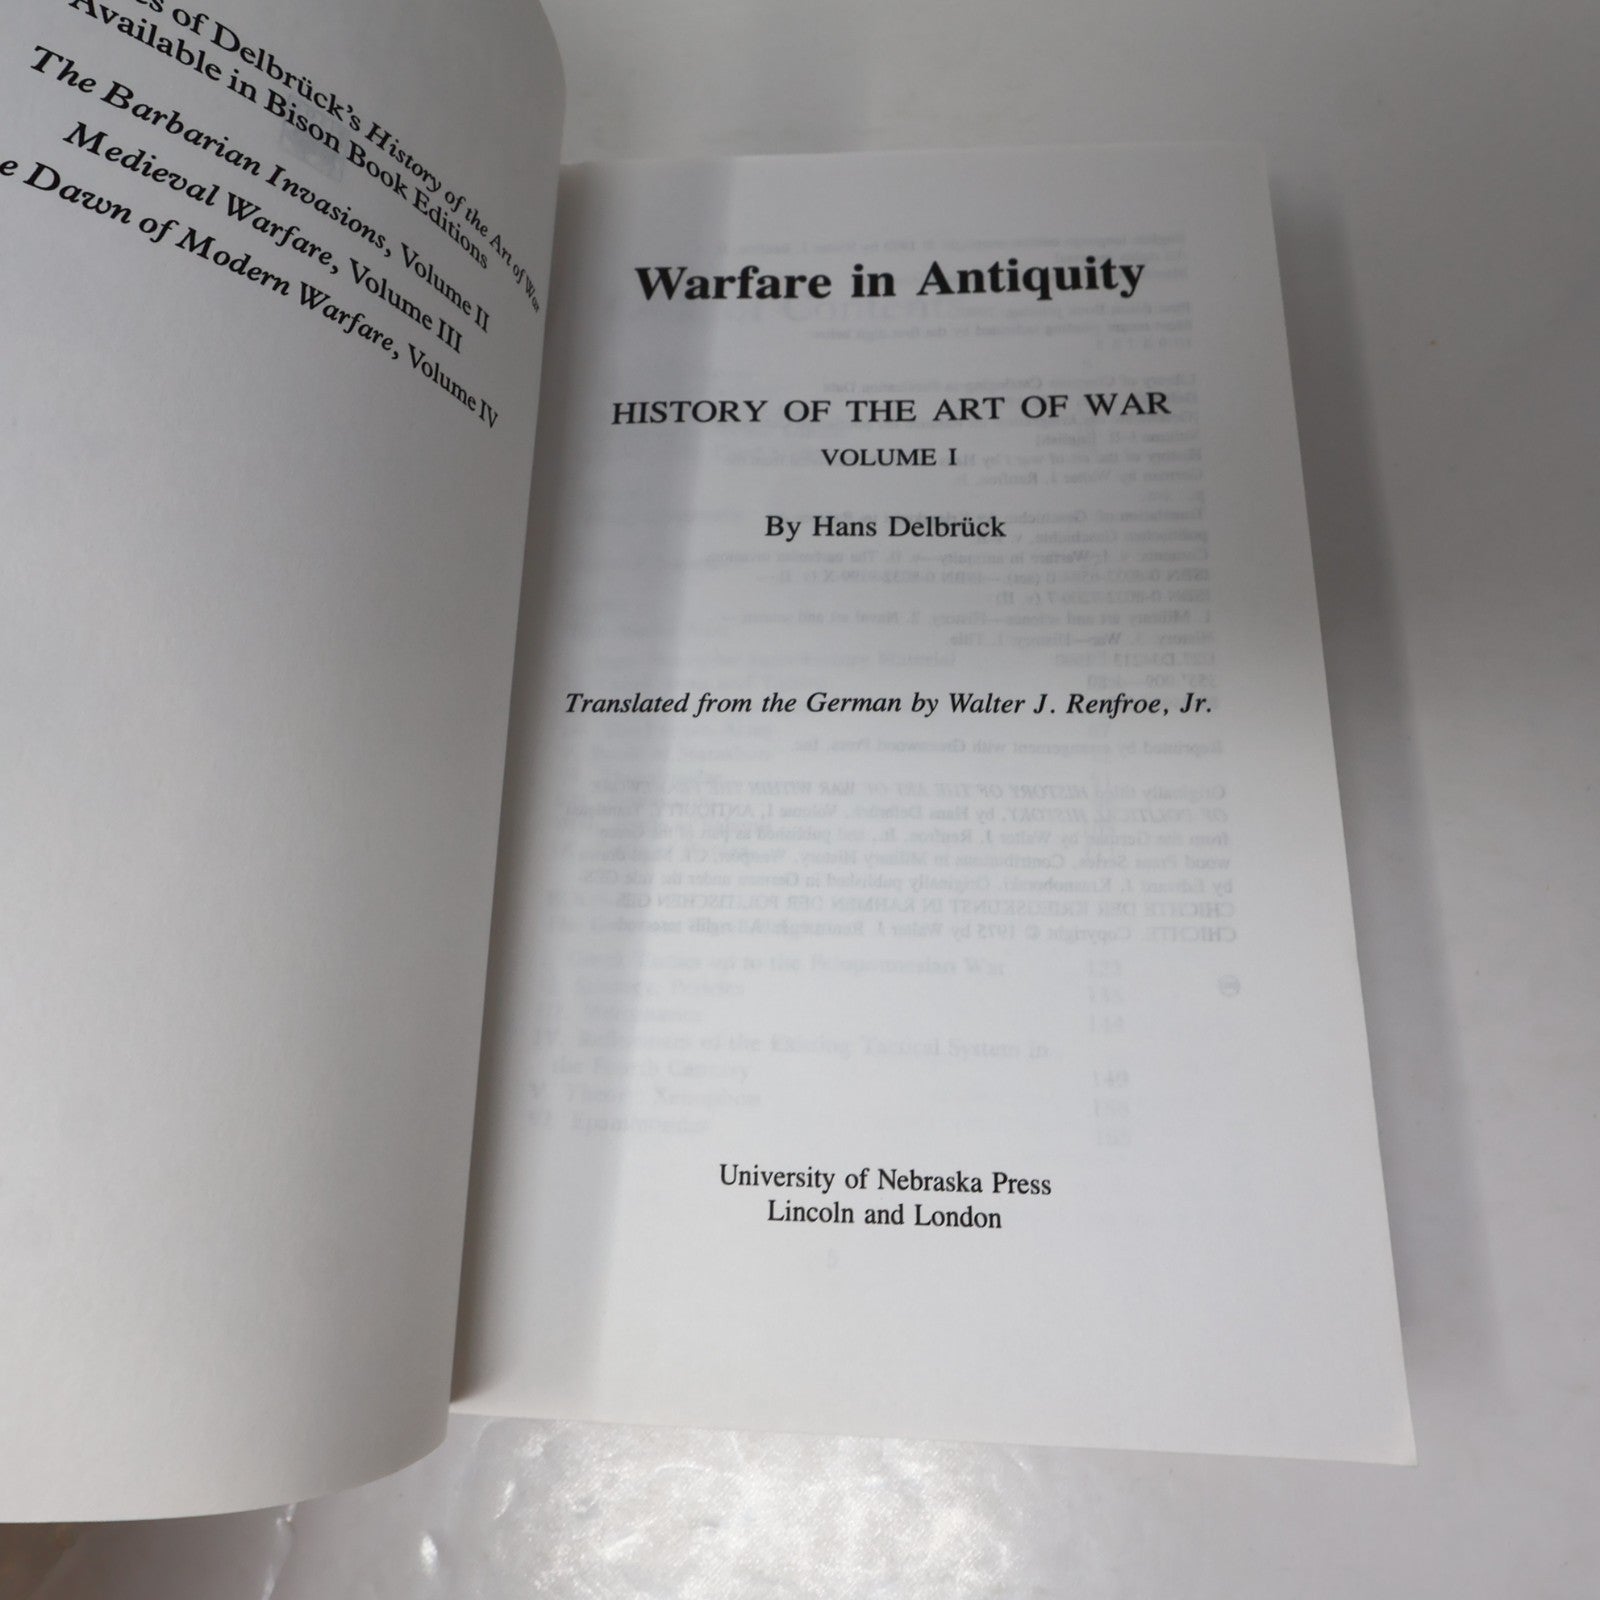 of Delbrück's History of the Art of War
Available in Bison Book Editions
The Barbarian Invasions, Volume II
Medieval Warfare, Volume III
Dawn of Modern Warfare, Volume IV
Warfare in Antiquity
HISTORY OF THE ART OF WAR
VOLUME I
By Hans Delbrück
Translated from the German by Walter J. Renfroe, Jr.
University of Nebraska Press
Lincoln and London